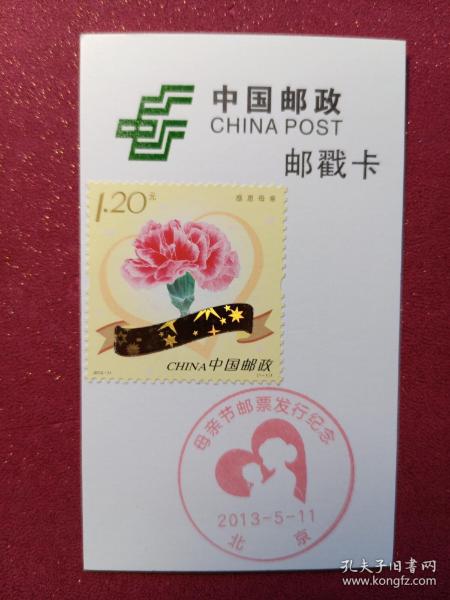 中国邮政
CHINA POST
邮戳卡
1.20元
感恩母亲
CHINA中国邮政
2013-11
(1-1)J
母亲节邮票发行纪念
2013-5-11
北京
孔夫子旧书网
www.kongfz.com